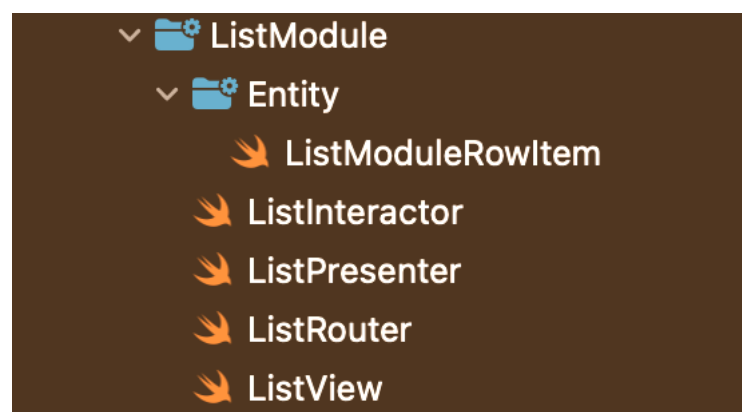 ListModule
Entity
ListModuleRowItem
ListInteractor
ListPresenter
ListRouter
ListView